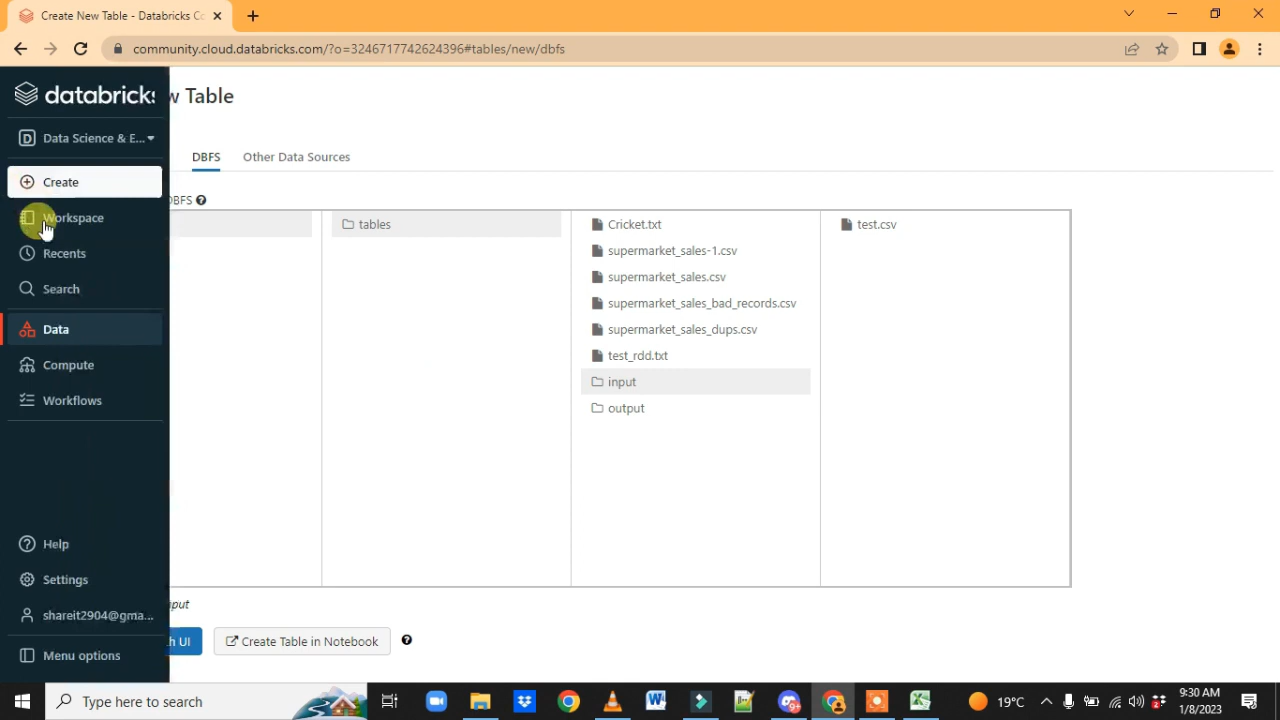 Create New Table - Databricks Cc
community.cloud.databricks.com/?o=3246717742624396#tables/new/dbfs
databricks
w Table
Data Science & E...
DBFS
Other Data Sources
Create
DBFS
Workspace
tables
Cricket.txt
test.csv
supermarket_sales-1.csv
Recents
supermarket_sales.csv
Search
supermarket_sales_bad_records.csv
Data
supermarket_sales_dups.csv
test_rdd.txt
Compute
input
Workflows
output
Help
Settings
put
shareit2904@gma...
h UI
Create Table in Notebook
Menu options
Type here to search
19°C
9:30 AM
1/8/2023